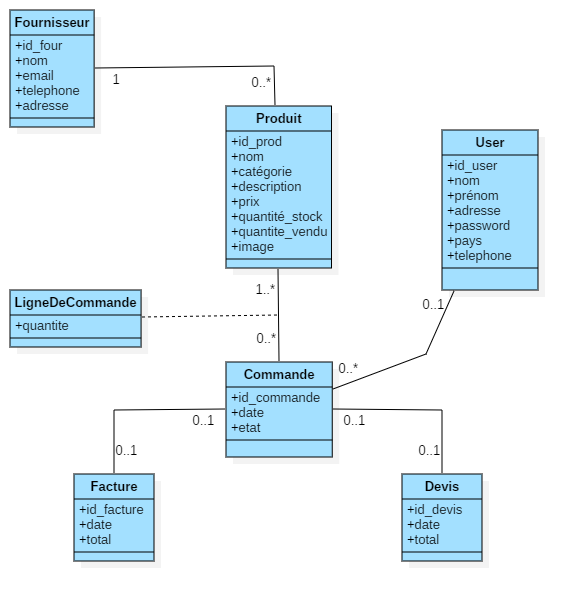 Fournisseur
+id_four
+nom
+email
+telephone
+adresse
1
0..*
Produit
+id_prod
+nom
+catégorie
+description
+prix
+quantité_stock
+quantite_vendu
+image
User
+id_user
+nom
+prénom
+adresse
+password
+pays
+telephone
1..*
0..1
LigneDeCommande
+quantite
0..*
0..*
Commande
+id_commande
+date
+etat
0..1
0..1
0..1
0..1
Facture
+id_facture
+date
+total
Devis
+id_devis
+date
+total